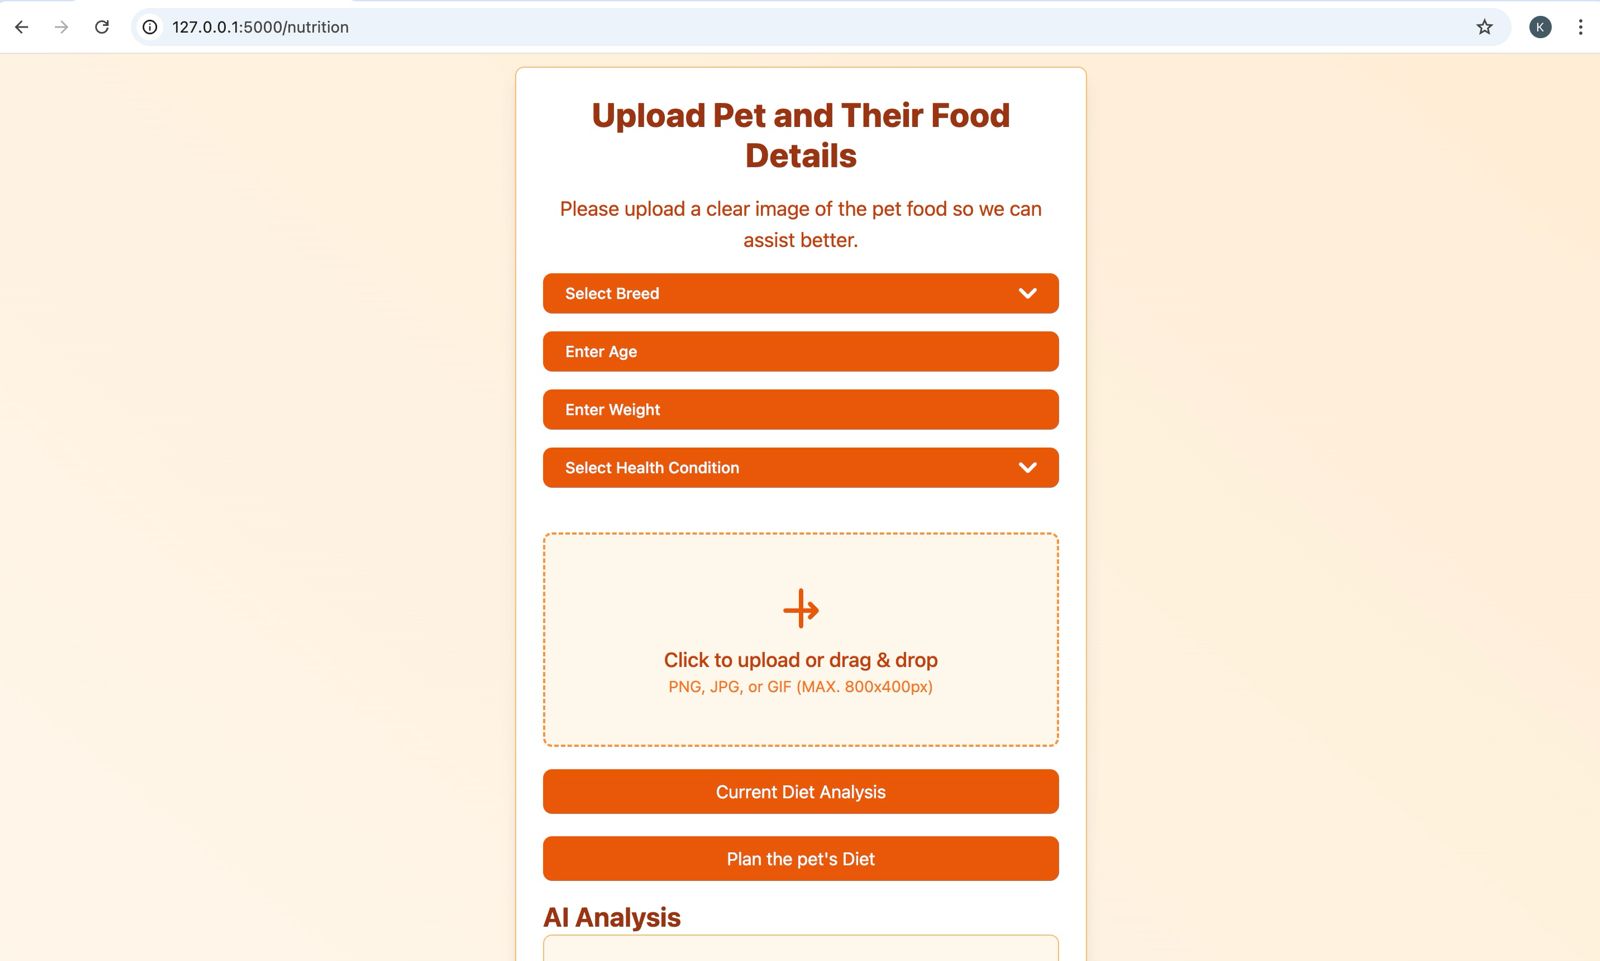 127.0.0.1:5000/nutrition
K
Upload Pet and Their Food
Details
Please upload a clear image of the pet food so we can
assist better.
Select Breed
Enter Age
Enter Weight
Select Health Condition
Click to upload or drag & drop
PNG, JPG, or GIF (MAX. 800x400px)
Current Diet Analysis
Plan the pet's Diet
AI Analysis